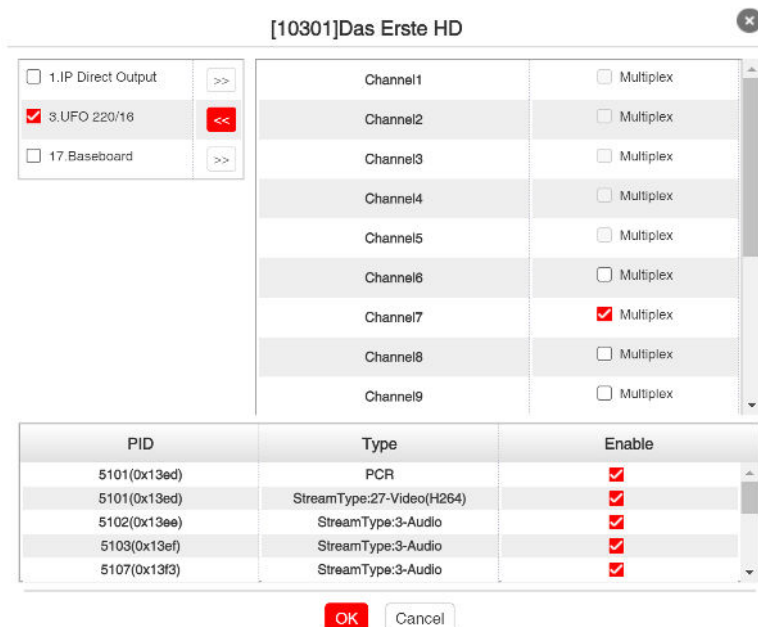 [10301]Das Erste HD
1.IP Direct Output >>
3.UFO 220/16 <<
17.Baseboard >>
Channel1 Multiplex
Channel2 Multiplex
Channel3 Multiplex
Channel4 Multiplex
Channel5 Multiplex
Channel6 Multiplex
Channel7 Multiplex
Channel8 Multiplex
Channel9 Multiplex
PID Type Enable
5101(0x13ed) PCR
5101(0x13ed) StreamType:27-Video(H264)
5102(0x13ee) StreamType:3-Audio
5103(0x13ef) StreamType:3-Audio
5107(0x13f3) StreamType:3-Audio
OK Cancel